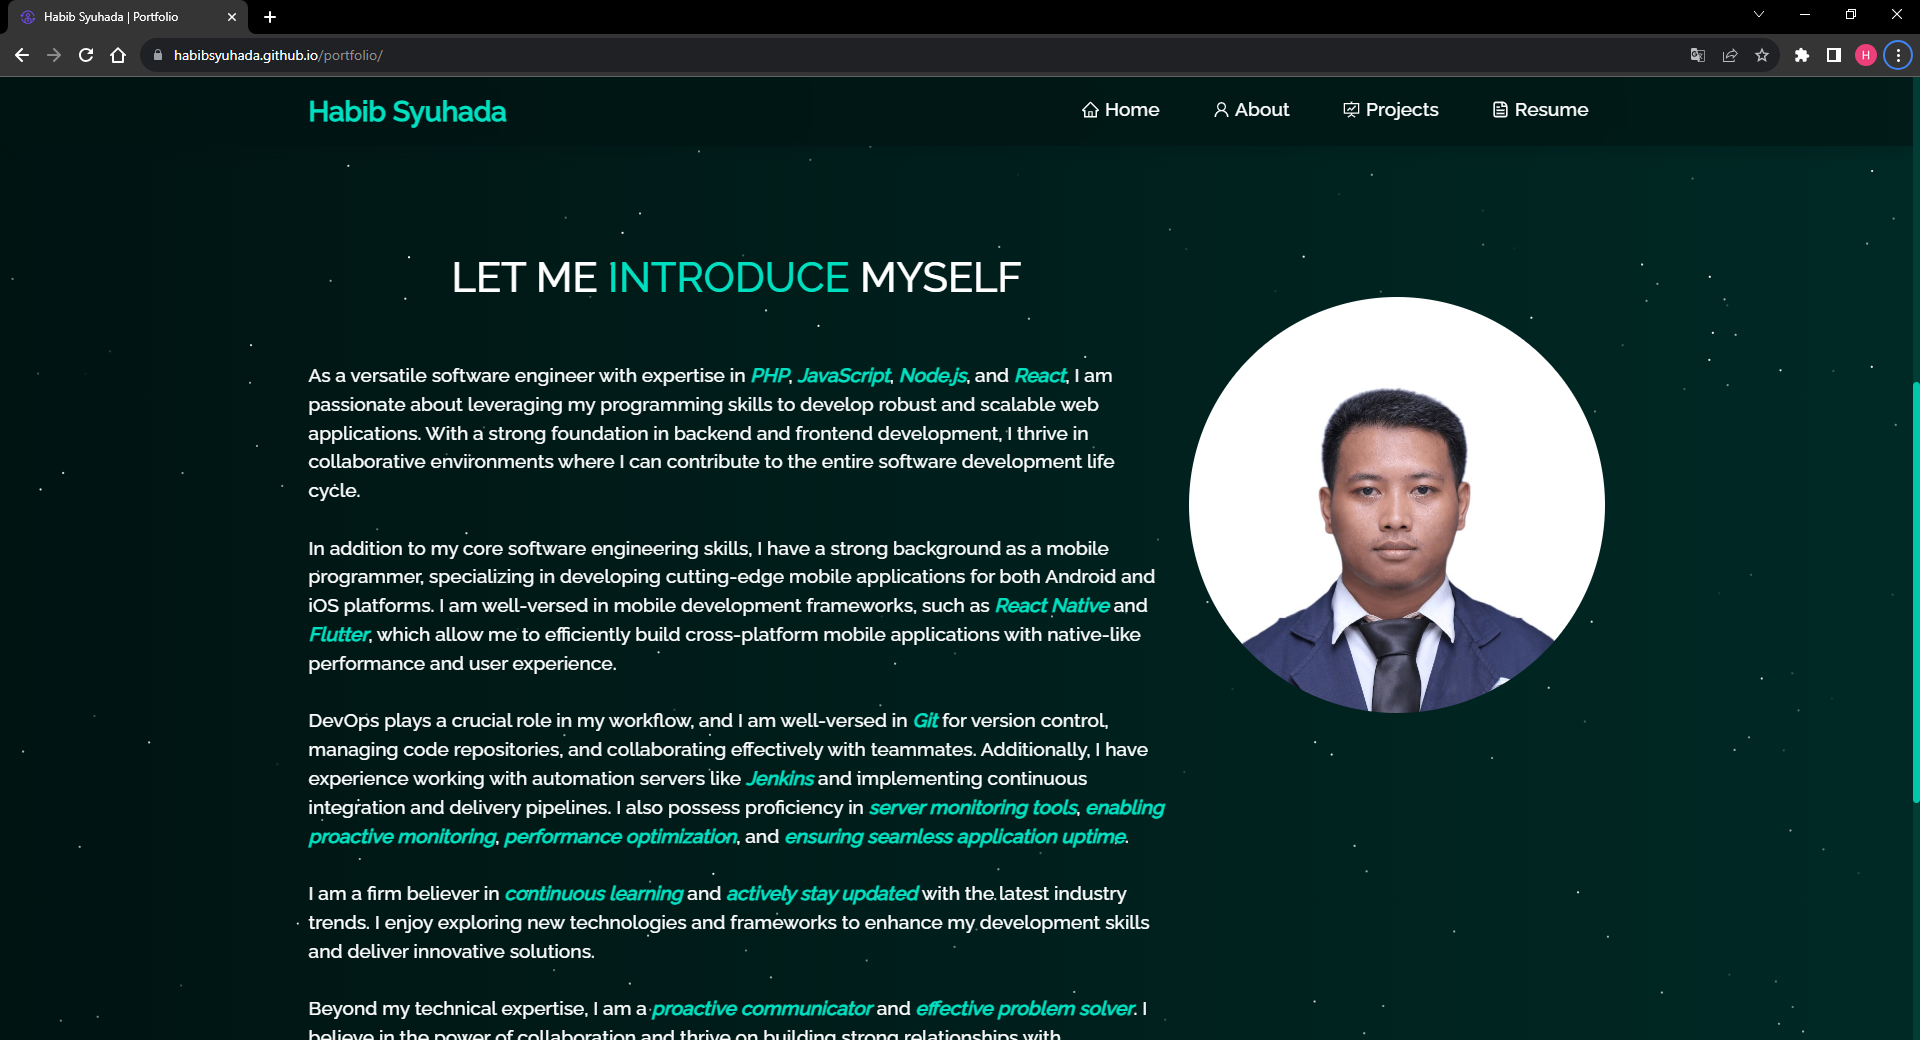 Habib Syuhada | Portfolio
habibsyuhada.github.io/portfolio/
H
Habib Syuhada
Home
About
Projects
Resume
LET ME INTRODUCE MYSELF
As a versatile software engineer with expertise in PHP, JavaScript, Node.js, and React, I am
passionate about leveraging my programming skills to develop robust and scalable web
applications. With a strong foundation in backend and frontend development, I thrive in
collaborative environments where I can contribute to the entire software development life
cycle.
In addition to my core software engineering skills, I have a strong background as a mobile
programmer, specializing in developing cutting-edge mobile applications for both Android and
iOS platforms. I am well-versed in mobile development frameworks, such as React Native and
Flutter, which allow me to efficiently build cross-platform mobile applications with native-like
performance and user experience.
DevOps plays a crucial role in my workflow, and I am well-versed in Git for version control,
managing code repositories, and collaborating effectively with teammates. Additionally, I have
experience working with automation servers like Jenkins and implementing continuous
integration and delivery pipelines. I also possess proficiency in server monitoring tools, enabling
proactive monitoring, performance optimization, and ensuring seamless application uptime.
I am a firm believer in continuous learning and actively stay updated with the latest industry
trends. I enjoy exploring new technologies and frameworks to enhance my development skills
and deliver innovative solutions.
Beyond my technical expertise, I am a proactive communicator and effective problem solver. I
believe in the power of collaboration and thrive on building strong relationships with